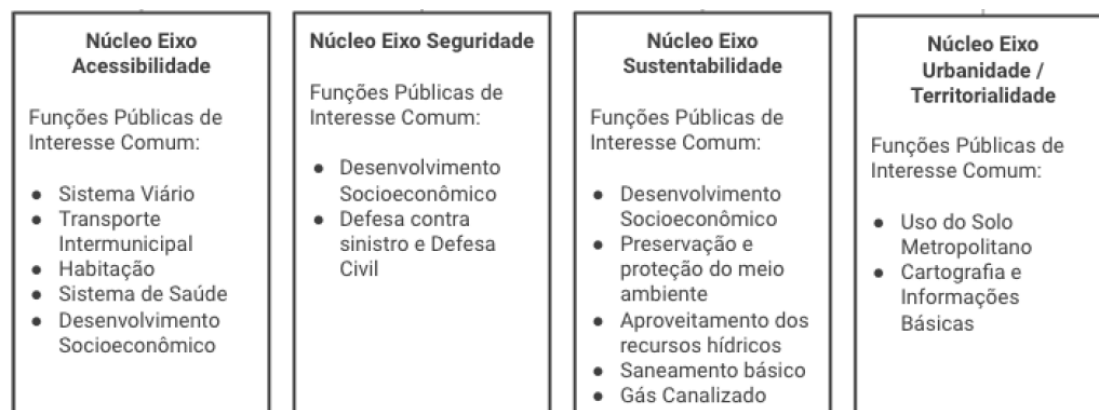 Núcleo Eixo
Acessibilidade
Funções Públicas de
Interesse Comum:
● Sistema Viário
● Transporte
Intermunicipal
● Habitação
● Sistema de Saúde
● Desenvolvimento
Socioeconômico
Núcleo Eixo Seguridade
Funções Públicas de
Interesse Comum:
● Desenvolvimento
Socioeconômico
● Defesa contra
sinistro e Defesa
Civil
Núcleo Eixo
Sustentabilidade
Funções Públicas de
Interesse Comum:
● Desenvolvimento
Socioeconômico
● Preservação e
proteção do meio
ambiente
● Aproveitamento dos
recursos hídricos
● Saneamento básico
● Gás Canalizado
Núcleo Eixo
Urbanidade /
Territorialidade
Funções Públicas de
Interesse Comum:
● Uso do Solo
Metropolitano
● Cartografia e
Informações
Básicas